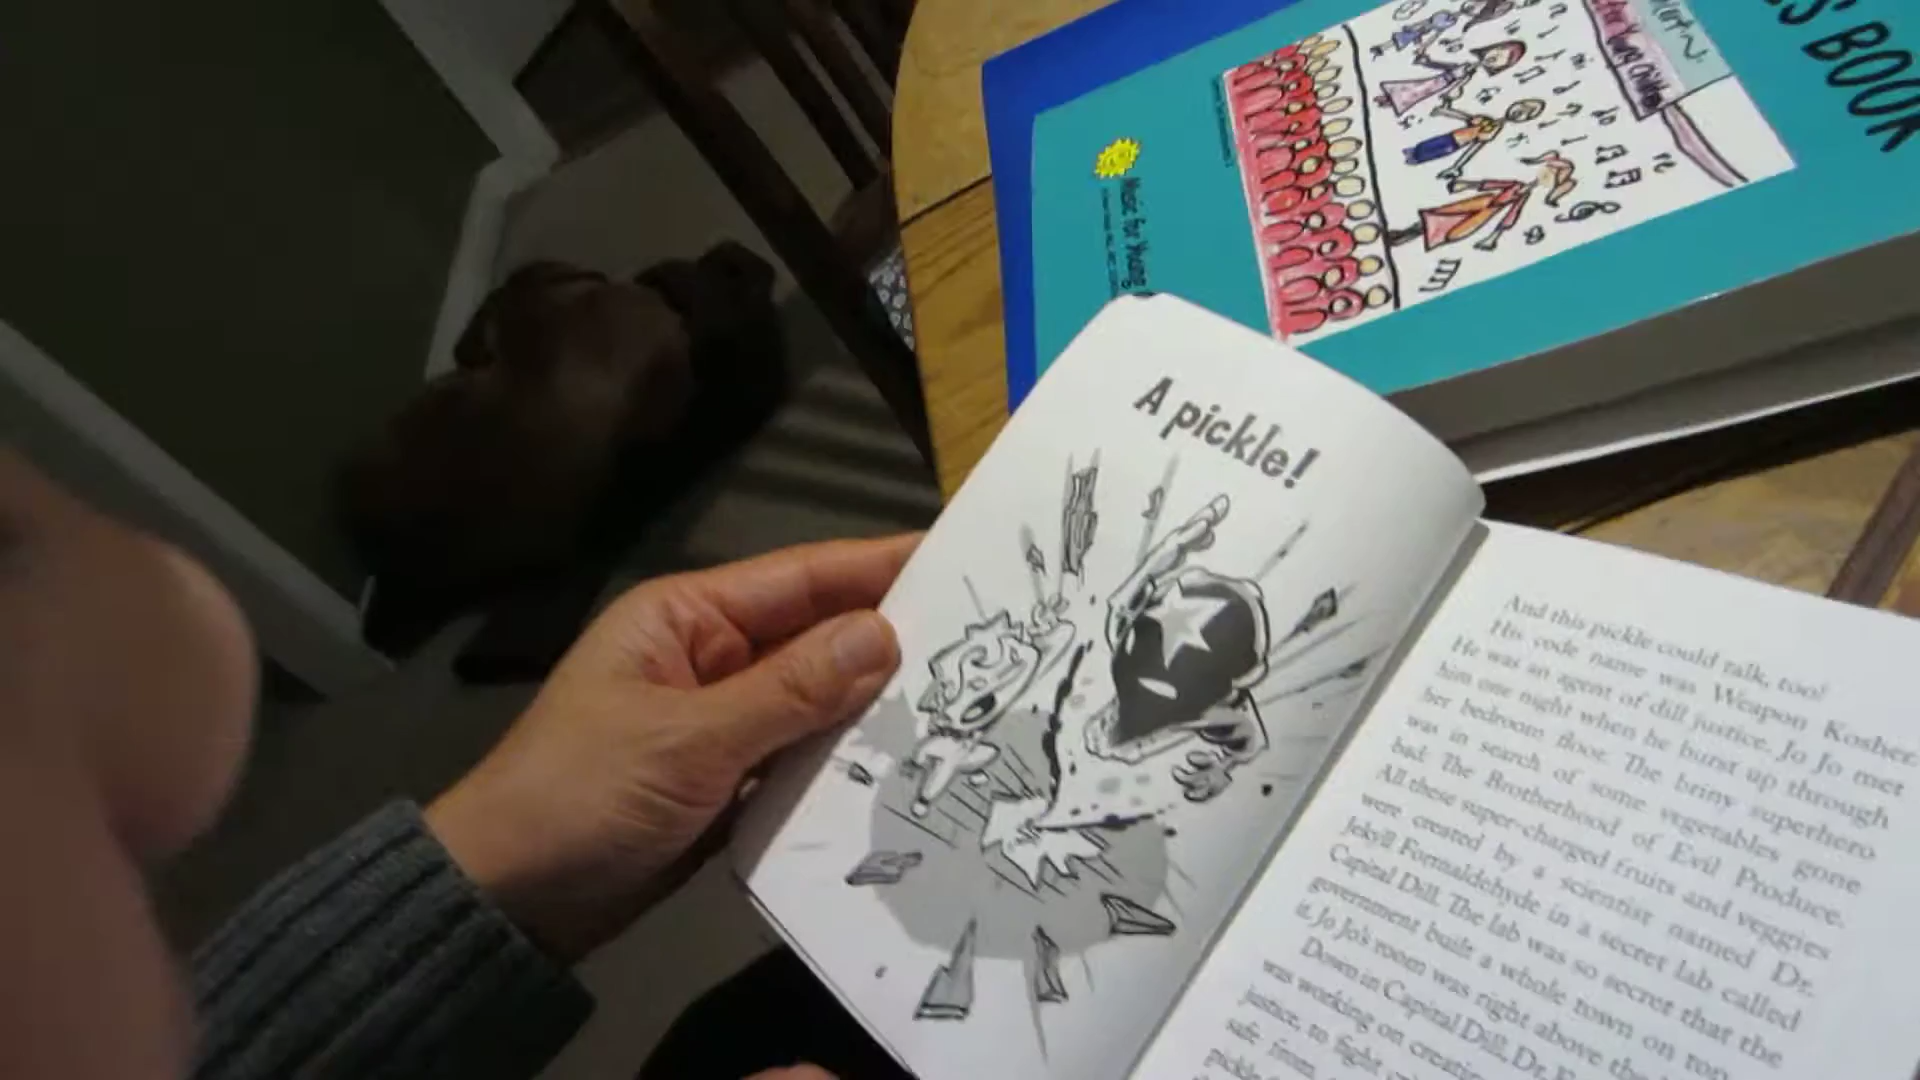 A pickle!
And this pickle could talk, too!
His code name was Weapon Kosher.
He was an agent of dill justice. Jo Jo met
him one night when he burst up through
her bedroom floor. The briny superhero
was in search of some vegetables gone
bad: The Brotherhood of Evil Produce.
All these super-charged fruits and veggies
were created by a scientist named Dr.
Jekyll Formaldehyde in a secret lab called
Capital Dill. The lab was so secret that the
government built a whole town on top
it. Jo Jo's room was right above the
Down in Capital Dill, Dr. F
was working on creatin
justice, to fight
safe from
pickle
6
BOOK
Music for Young